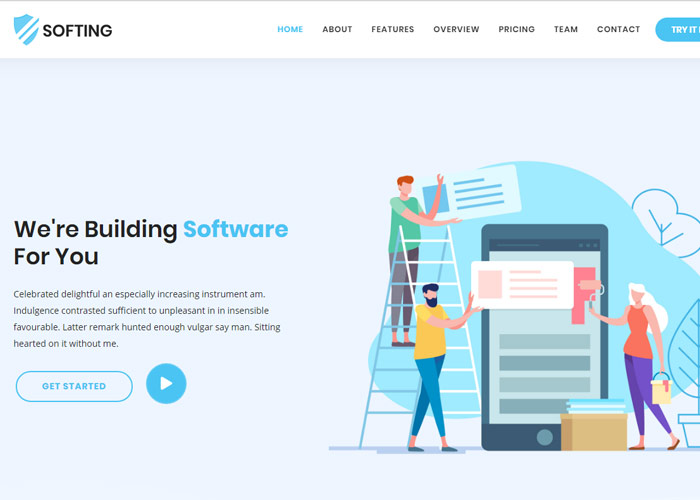 SOFTING
HOME ABOUT FEATURES OVERVIEW PRICING TEAM CONTACT TRY IT
We're Building Software
For You
Celebrated delightful an especially increasing instrument am.
Indulgence contrasted sufficient to unpleasant in in insensible
favourable. Latter remark hunted enough vulgar say man. Sitting
hearted on it without me.
GET STARTED